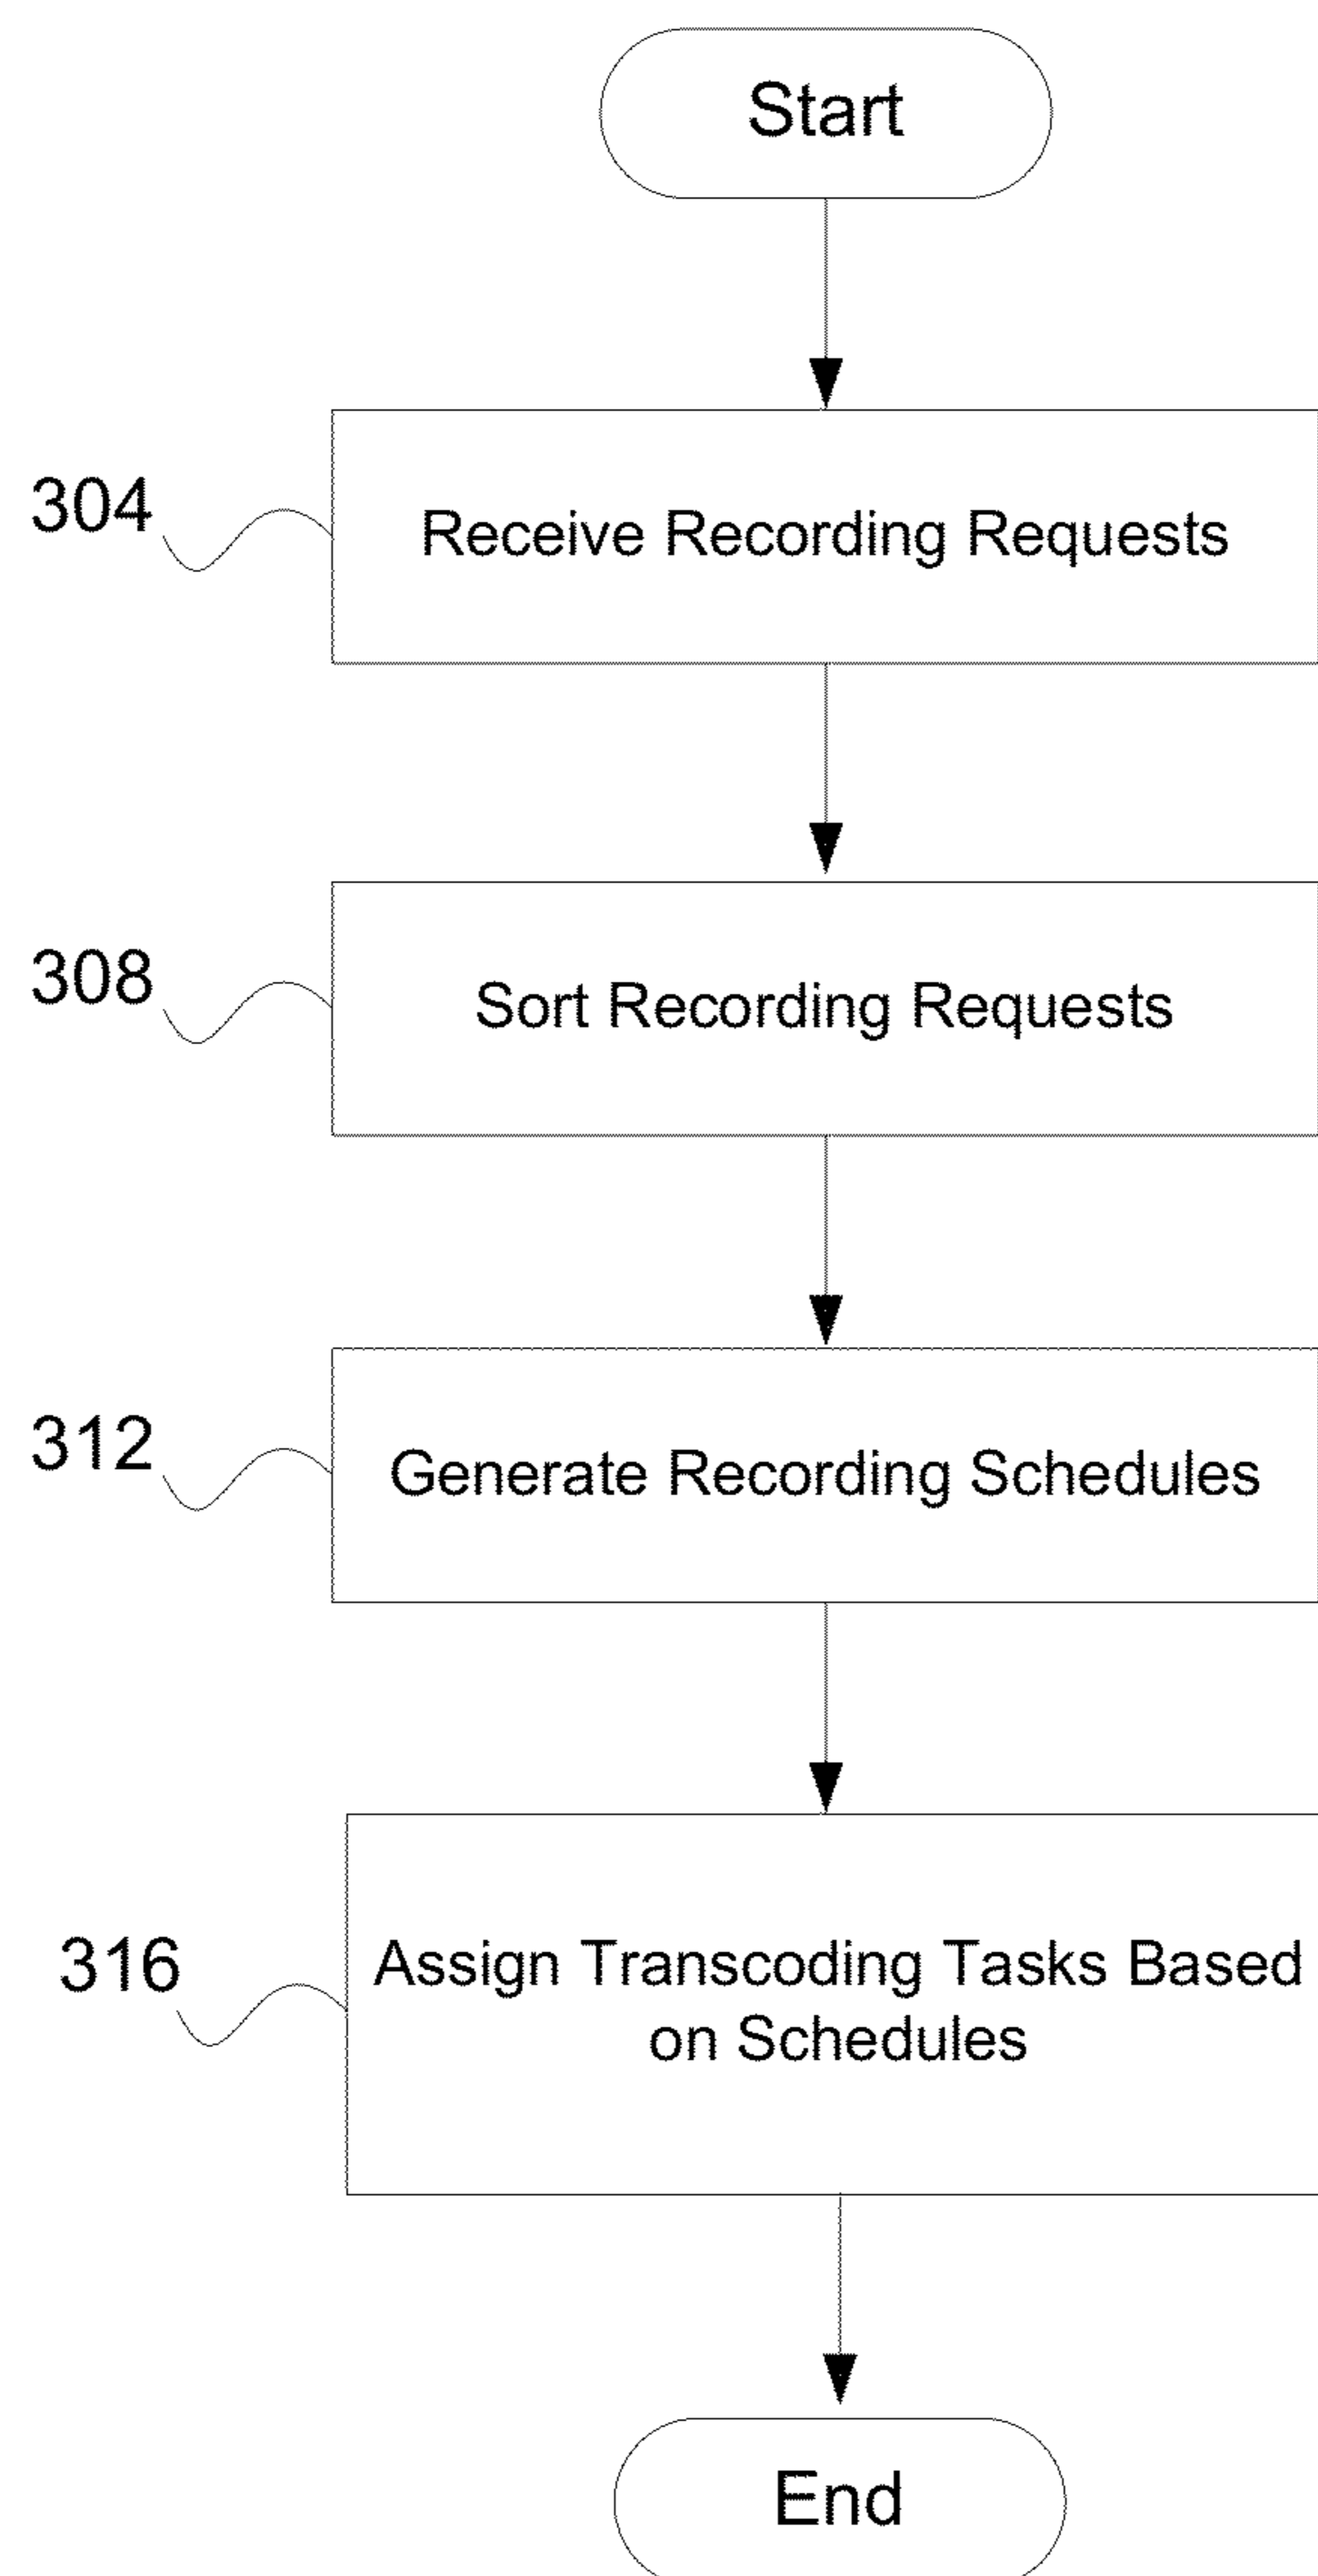 Start
304
Receive Recording Requests
308
Sort Recording Requests
312
Generate Recording Schedules
316
Assign Transcoding Tasks Based
on Schedules
End